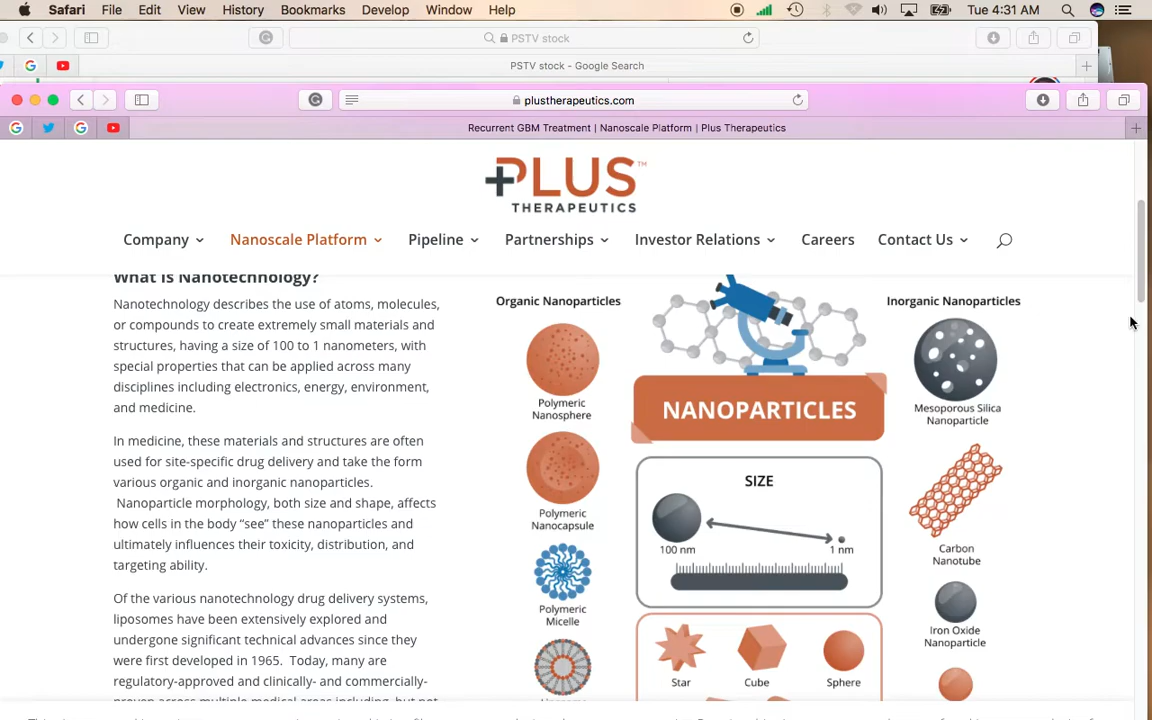 Safari File Edit View History Bookmarks Develop Window Help Tue 4:31 AM
PSTV stock
PSTV stock - Google Search
plustherapeutics.com
Recurrent GBM Treatment | Nanoscale Platform | Plus Therapeutics
PLUS™
THERAPEUTICS
Company Nanoscale Platform Pipeline Partnerships Investor Relations Careers Contact Us
What Is Nanotechnology?
Nanotechnology describes the use of atoms, molecules,
or compounds to create extremely small materials and
structures, having a size of 100 to 1 nanometers, with
special properties that can be applied across many
disciplines including electronics, energy, environment,
and medicine.
In medicine, these materials and structures are often
used for site-specific drug delivery and take the form
various organic and inorganic nanoparticles.
Nanoparticle morphology, both size and shape, affects
how cells in the body “see” these nanoparticles and
ultimately influences their toxicity, distribution, and
targeting ability.
Of the various nanotechnology drug delivery systems,
liposomes have been extensively explored and
undergone significant technical advances since they
were first developed in 1965. Today, many are
regulatory-approved and clinically- and commercially-
proven across multiple medical areas including, but not
Organic Nanoparticles
Polymeric
Nanosphere
Polymeric
Nanocapsule
Polymeric
Micelle
NANOPARTICLES
SIZE
100 nm
1 nm
Star
Cube
Sphere
Inorganic Nanoparticles
Mesoporous Silica
Nanoparticle
Carbon
Nanotube
Iron Oxide
Nanoparticle